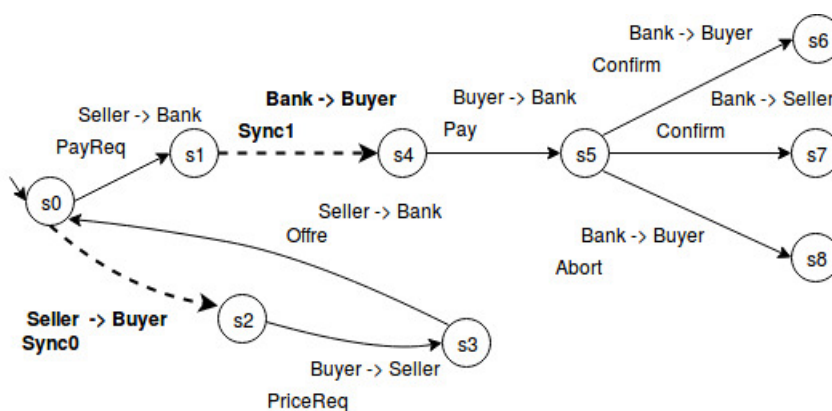 Bank -> Buyer
s6
Confirm
Seller -> Bank
Bank -> Buyer
Buyer -> Bank
Bank -> Seller
PayReq
s1
Sync1
s4
Pay
s5
Confirm
s7
s0
Seller -> Bank
Offre
Bank -> Buyer
s8
Abort
Seller -> Buyer
s2
Sync0
s3
Buyer -> Seller
PriceReq